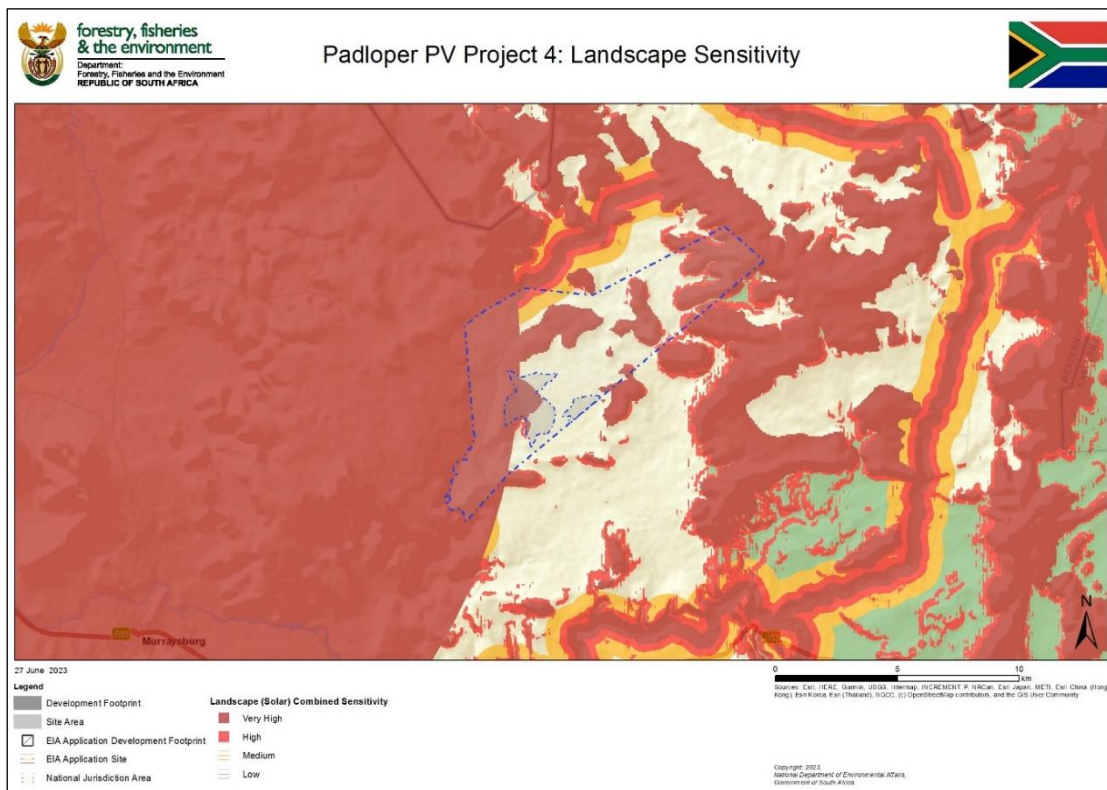 forestry, fisheries
& the environment
Department:
Forestry, Fisheries and the Environment
REPUBLIC OF SOUTH AFRICA
Padloper PV Project 4: Landscape Sensitivity
WESTERN
Murraysburg
N
27 June 2023
Legend
Development Footprint
Site Area
EIA Application Development Footprint
EIA Application Site
National Jurisdiction Area
Landscape (Solar) Combined Sensitivity
Very High
High
Medium
Low
0 5 10
km
Sources: Esri, HERE, Garmin, USGS, Intermap, INCREMENT P, NRCan, Esri Japan, METI, Esri China (Hong
Kong), Esri Korea, Esri (Thailand), NGCC, (c) OpenStreetMap contributors, and the GIS User Community
Copyright: 2023,
National Department of Environmental Affairs,
Government of South Africa